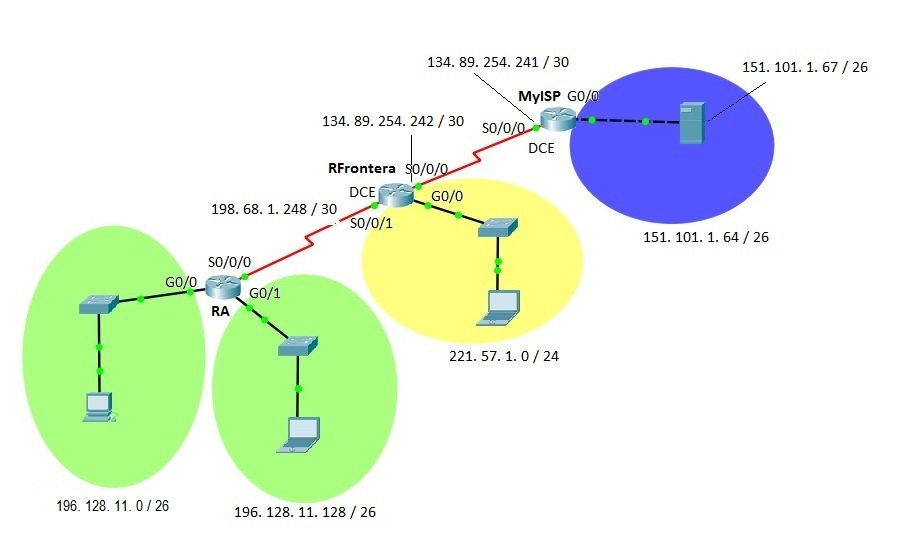 134. 89. 254. 241 / 30
151. 101. 1. 67 / 26
MyISP G0/0
134. 89. 254. 242 / 30
S0/0/0
DCE
RFrontera S0/0/0
DCE
G0/0
198. 68. 1. 248 / 30
S0/0/1
151. 101. 1. 64 / 26
S0/0/0
G0/0
G0/1
RA
221. 57. 1. 0 / 24
196. 128. 11. 0 / 26
196. 128. 11. 128 / 26